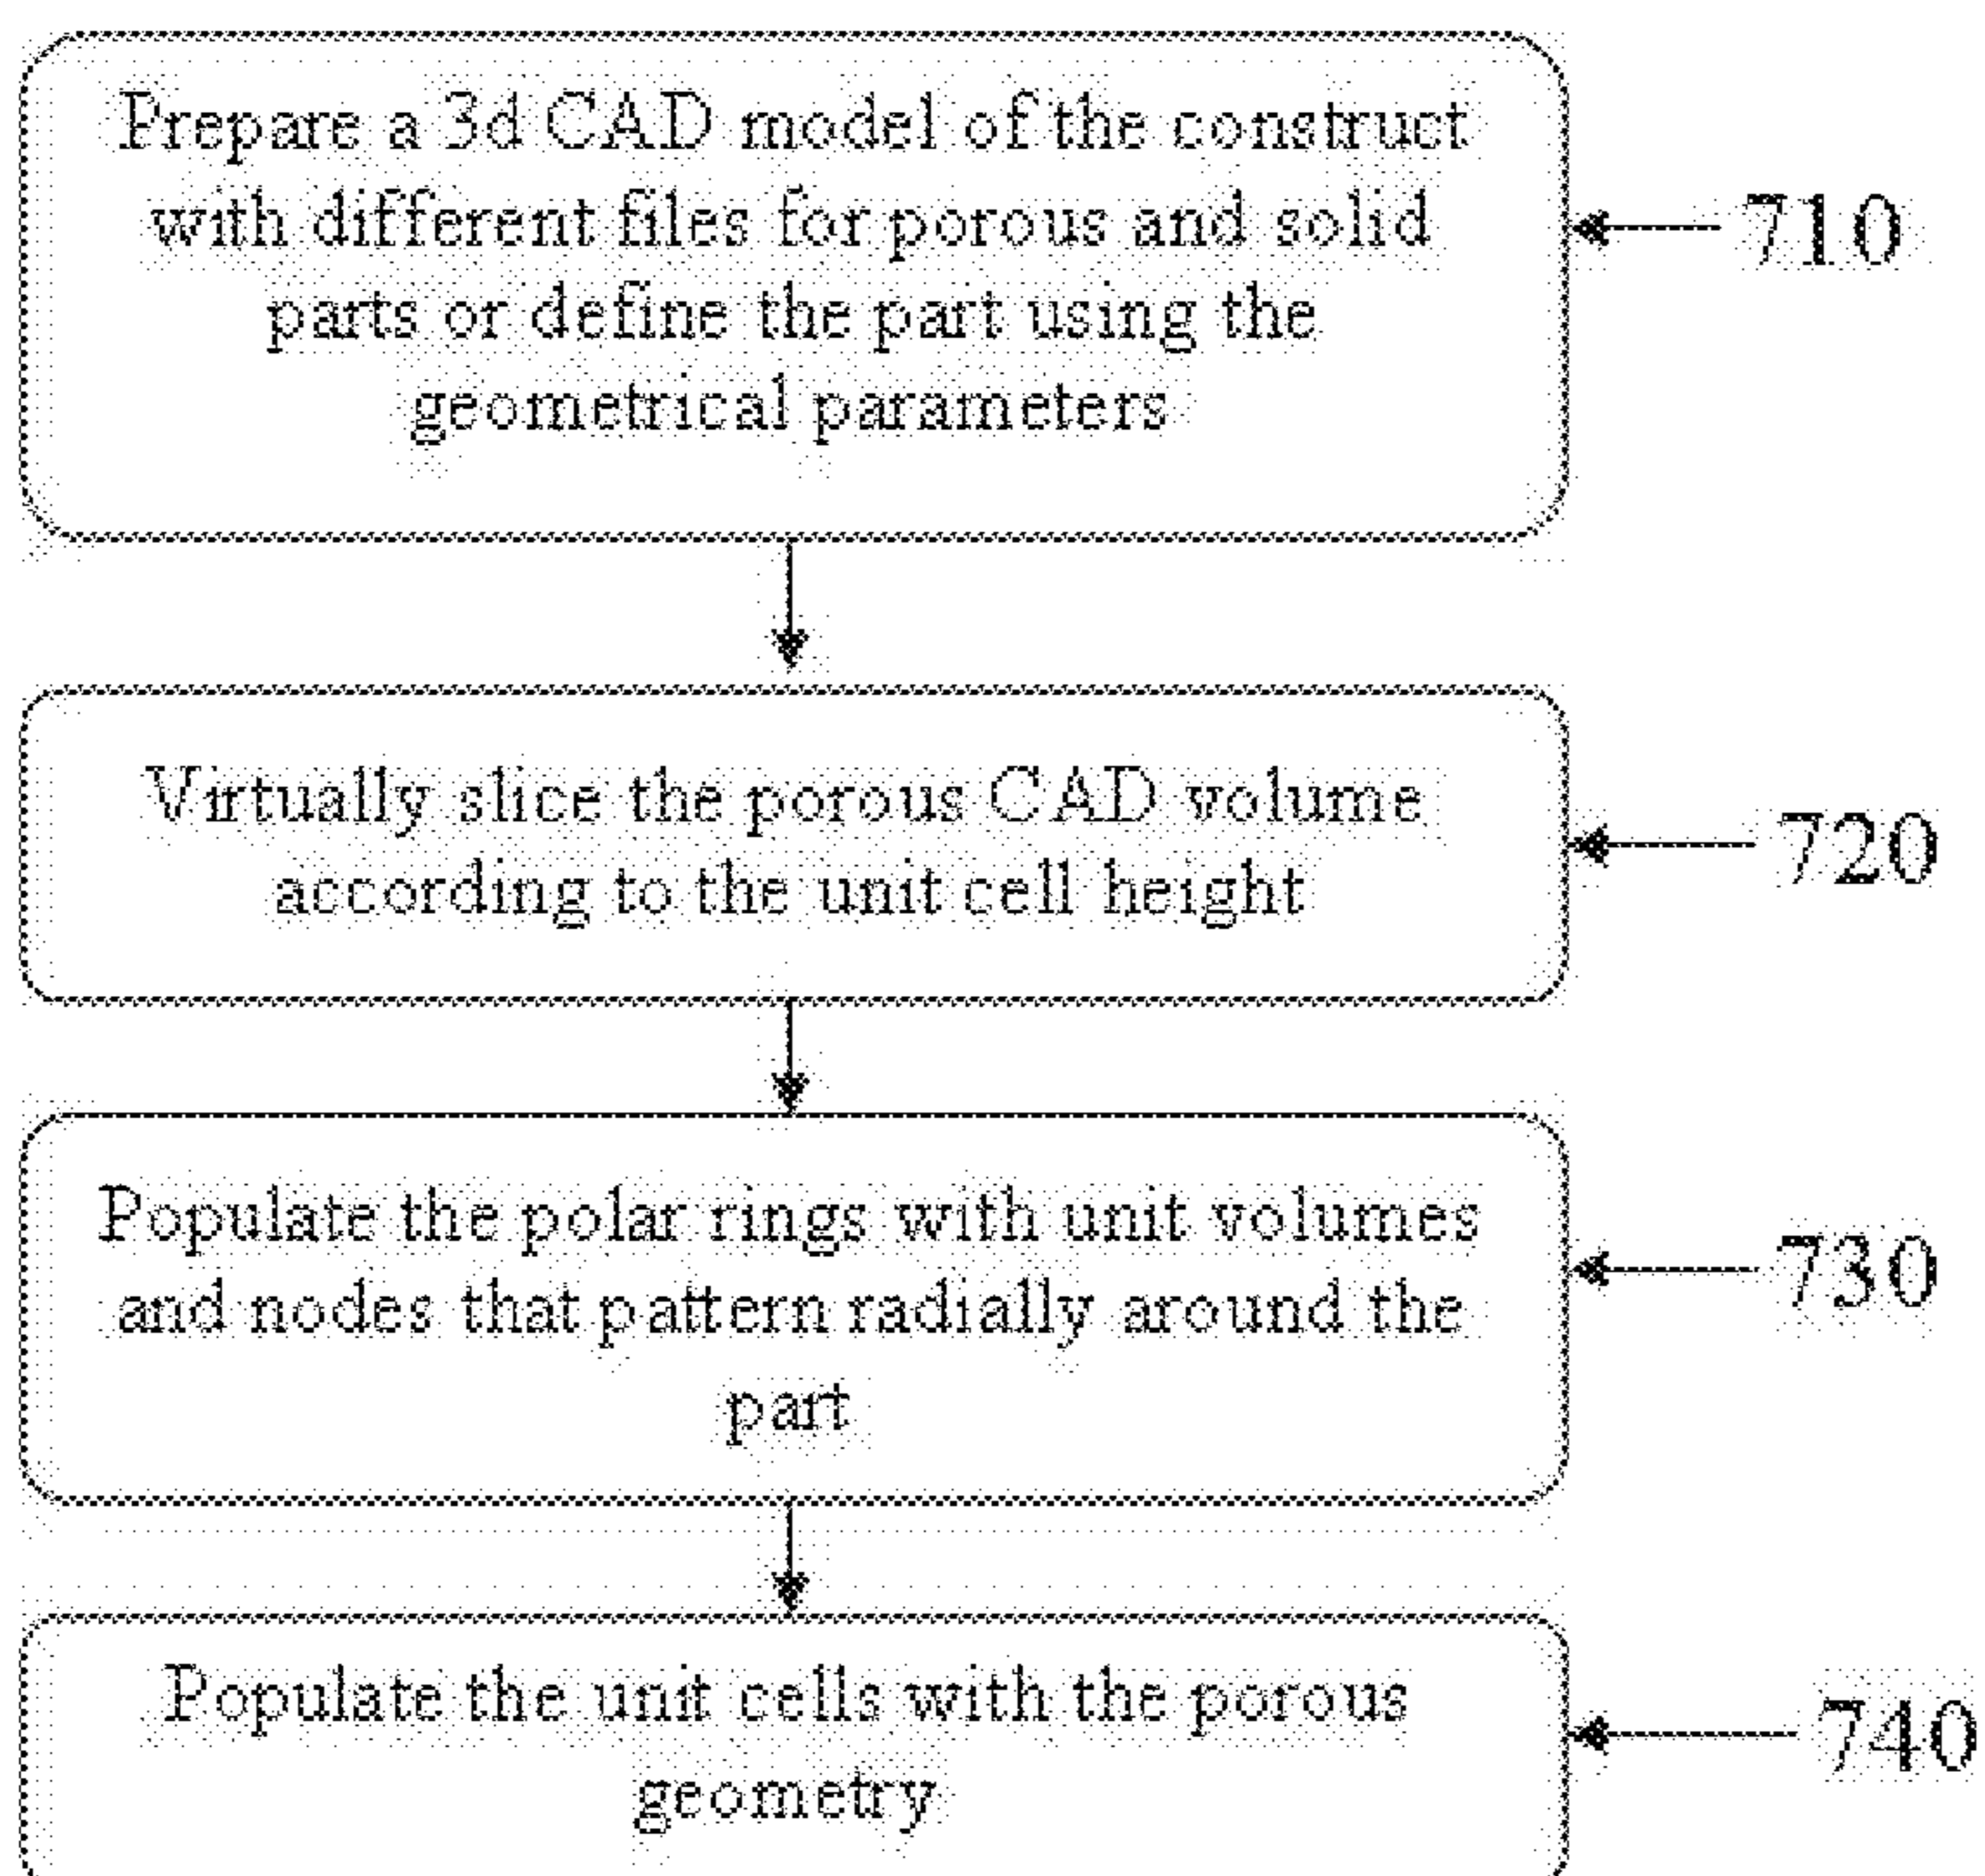 Prepare a 3d CAD model of the construct
with different files for porous and solid
parts or define the part using the
geometrical parameters
710
Virtually slice the porous CAD volume
according to the unit cell height
720
Populate the polar rings with unit volumes
and nodes that pattern radially around the
part
730
Populate the unit cells with the porous
geometry
740